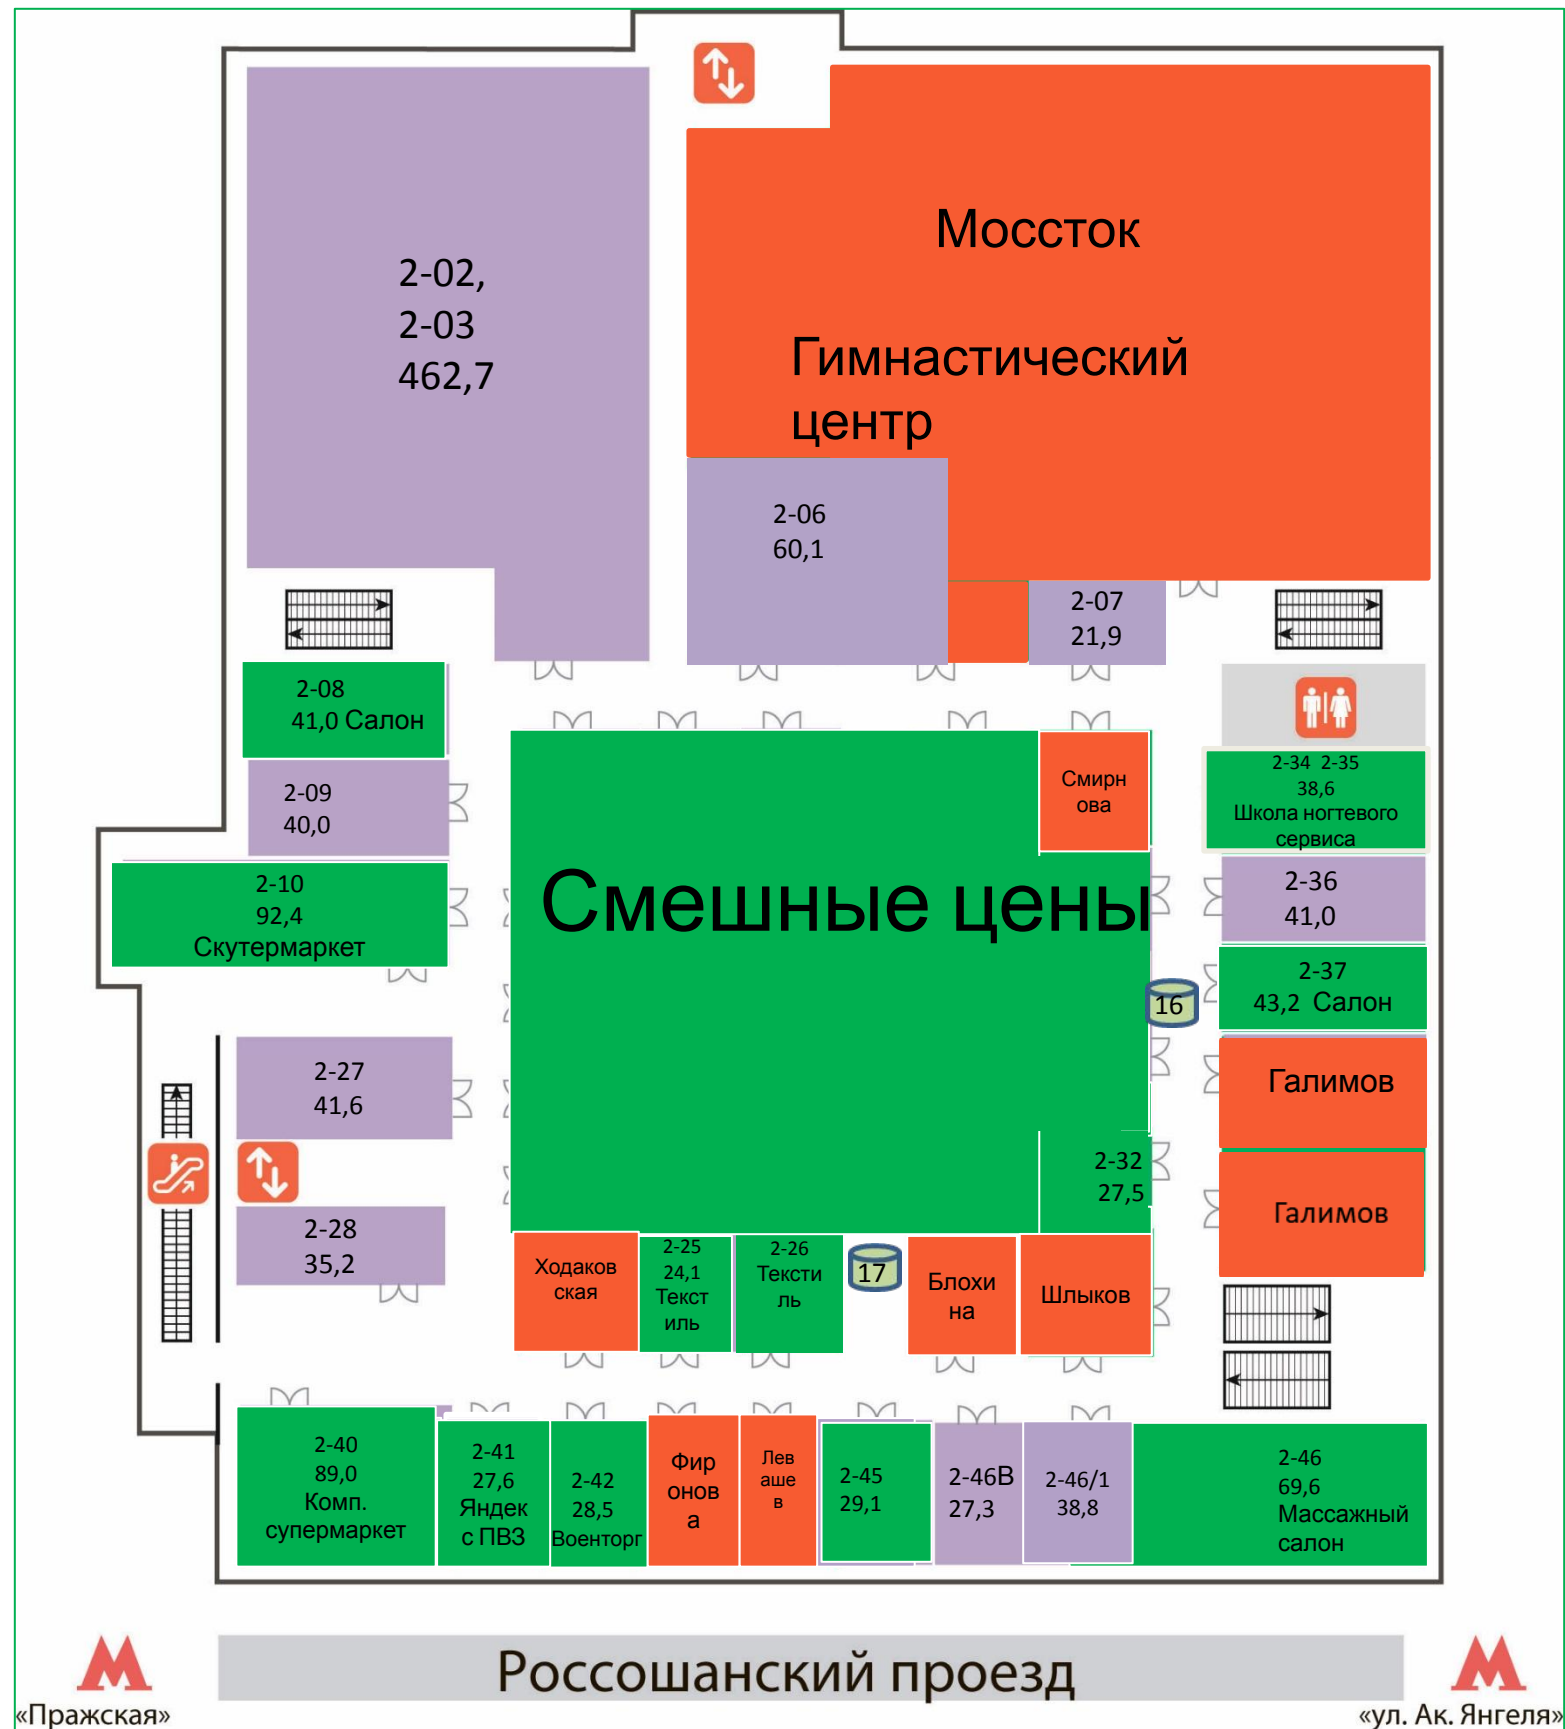 Мосcток
Гимнастический
центр
2-02,
2-03
462,7
2-06
60,1
2-07
21,9
2-08
41,0 Салон
2-09
40,0
2-10
92,4
Скутермаркет
Смирн
ова
Смешные цены
2-34 2-35
38,6
Школа ногтевого
сервиса
2-36
41,0
2-37
43,2 Салон
16
Галимов
Галимов
2-27
41,6
2-28
35,2
2-32
27,5
Ходаков
ская
2-25
24,1
Текст
иль
2-26
Тексти
ль
17
Блохи
на
Шлыков
2-40
89,0
Комп.
супермаркет
2-41
27,6
Яндек
с ПВЗ
2-42
28,5
Военторг
Фир
онов
а
Лев
аше
в
2-45
29,1
2-46В
27,3
2-46/1
38,8
2-46
69,6
Массажный
салон
Россошанский проезд
«Пражская»
«ул. Ак. Янгеля»